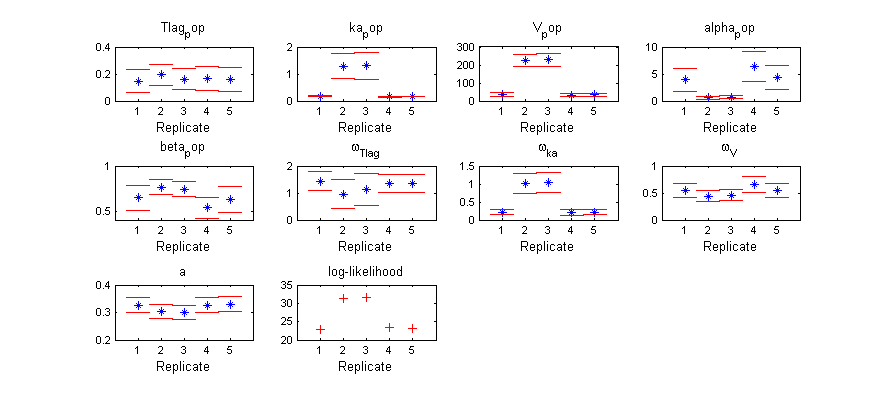 Tlag_pop ka_pop V_pop alpha_pop
0.4 2 300 10
0.2 1 200 5
100
0 0 0 0
1 2 3 4 5 1 2 3 4 5 1 2 3 4 5 1 2 3 4 5
Replicate Replicate Replicate Replicate
beta_pop ω_Tlag ω_ka ω_V
1 2 1.5 1
0.5 1 1 0.5
0.5
0 0 0
1 2 3 4 5 1 2 3 4 5 1 2 3 4 5 1 2 3 4 5
Replicate Replicate Replicate Replicate
a log-likelihood
0.4 35
0.3 30
25
0.2 20
1 2 3 4 5 1 2 3 4 5
Replicate Replicate